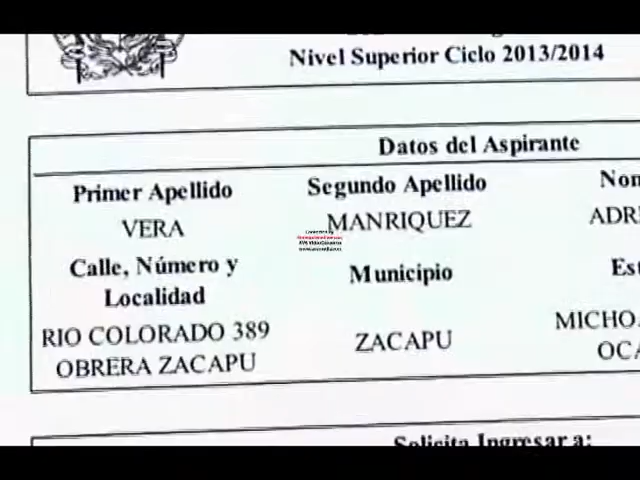 Nivel Superior Ciclo 2013/2014
Datos del Aspirante
Primer Apellido Segundo Apellido
VERA MANRIQUEZ
Calle, Número y Municipio
Localidad
RIO COLORADO 389 ZACAPU
OBRERA ZACAPU
Solicita Ingresar a: